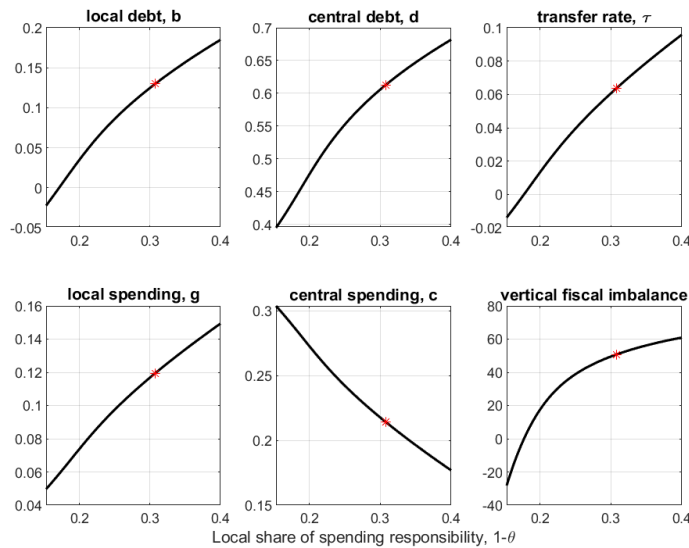 local debt, b
0.2
0.15
0.1
0.05
0
-0.05
0.2 0.3 0.4
central debt, d
0.7
0.65
0.6
0.55
0.5
0.45
0.4
0.2 0.3 0.4
transfer rate, τ
0.1
0.08
0.06
0.04
0.02
0
-0.02
0.2 0.3 0.4
local spending, g
0.16
0.14
0.12
0.1
0.08
0.06
0.04
0.2 0.3 0.4
central spending, c
0.3
0.25
0.2
0.15
0.2 0.3 0.4
vertical fiscal imbalance
80
60
40
20
0
-20
-40
0.2 0.3 0.4
Local share of spending responsibility, 1-θ